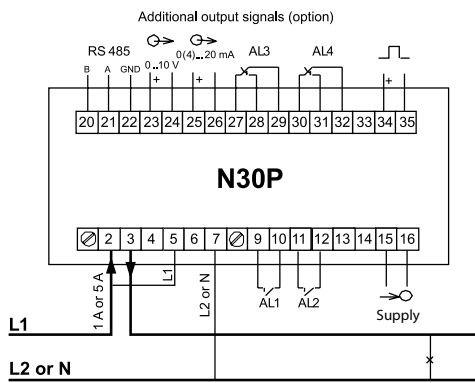 Additional output signals (option)
RS 485
0(4)...20 mA
AL3
AL4
B
A
GND
0...10 V
+
+
+
20 21 22 23 24 25 26 27 28 29 30 31 32 33 34 35
N30P
2 3 4 5 6 7 9 10 11 12 13 14 15 16
1 A or 5 A
L1
L2 or N
AL1
AL2
Supply
L1
L2 or N